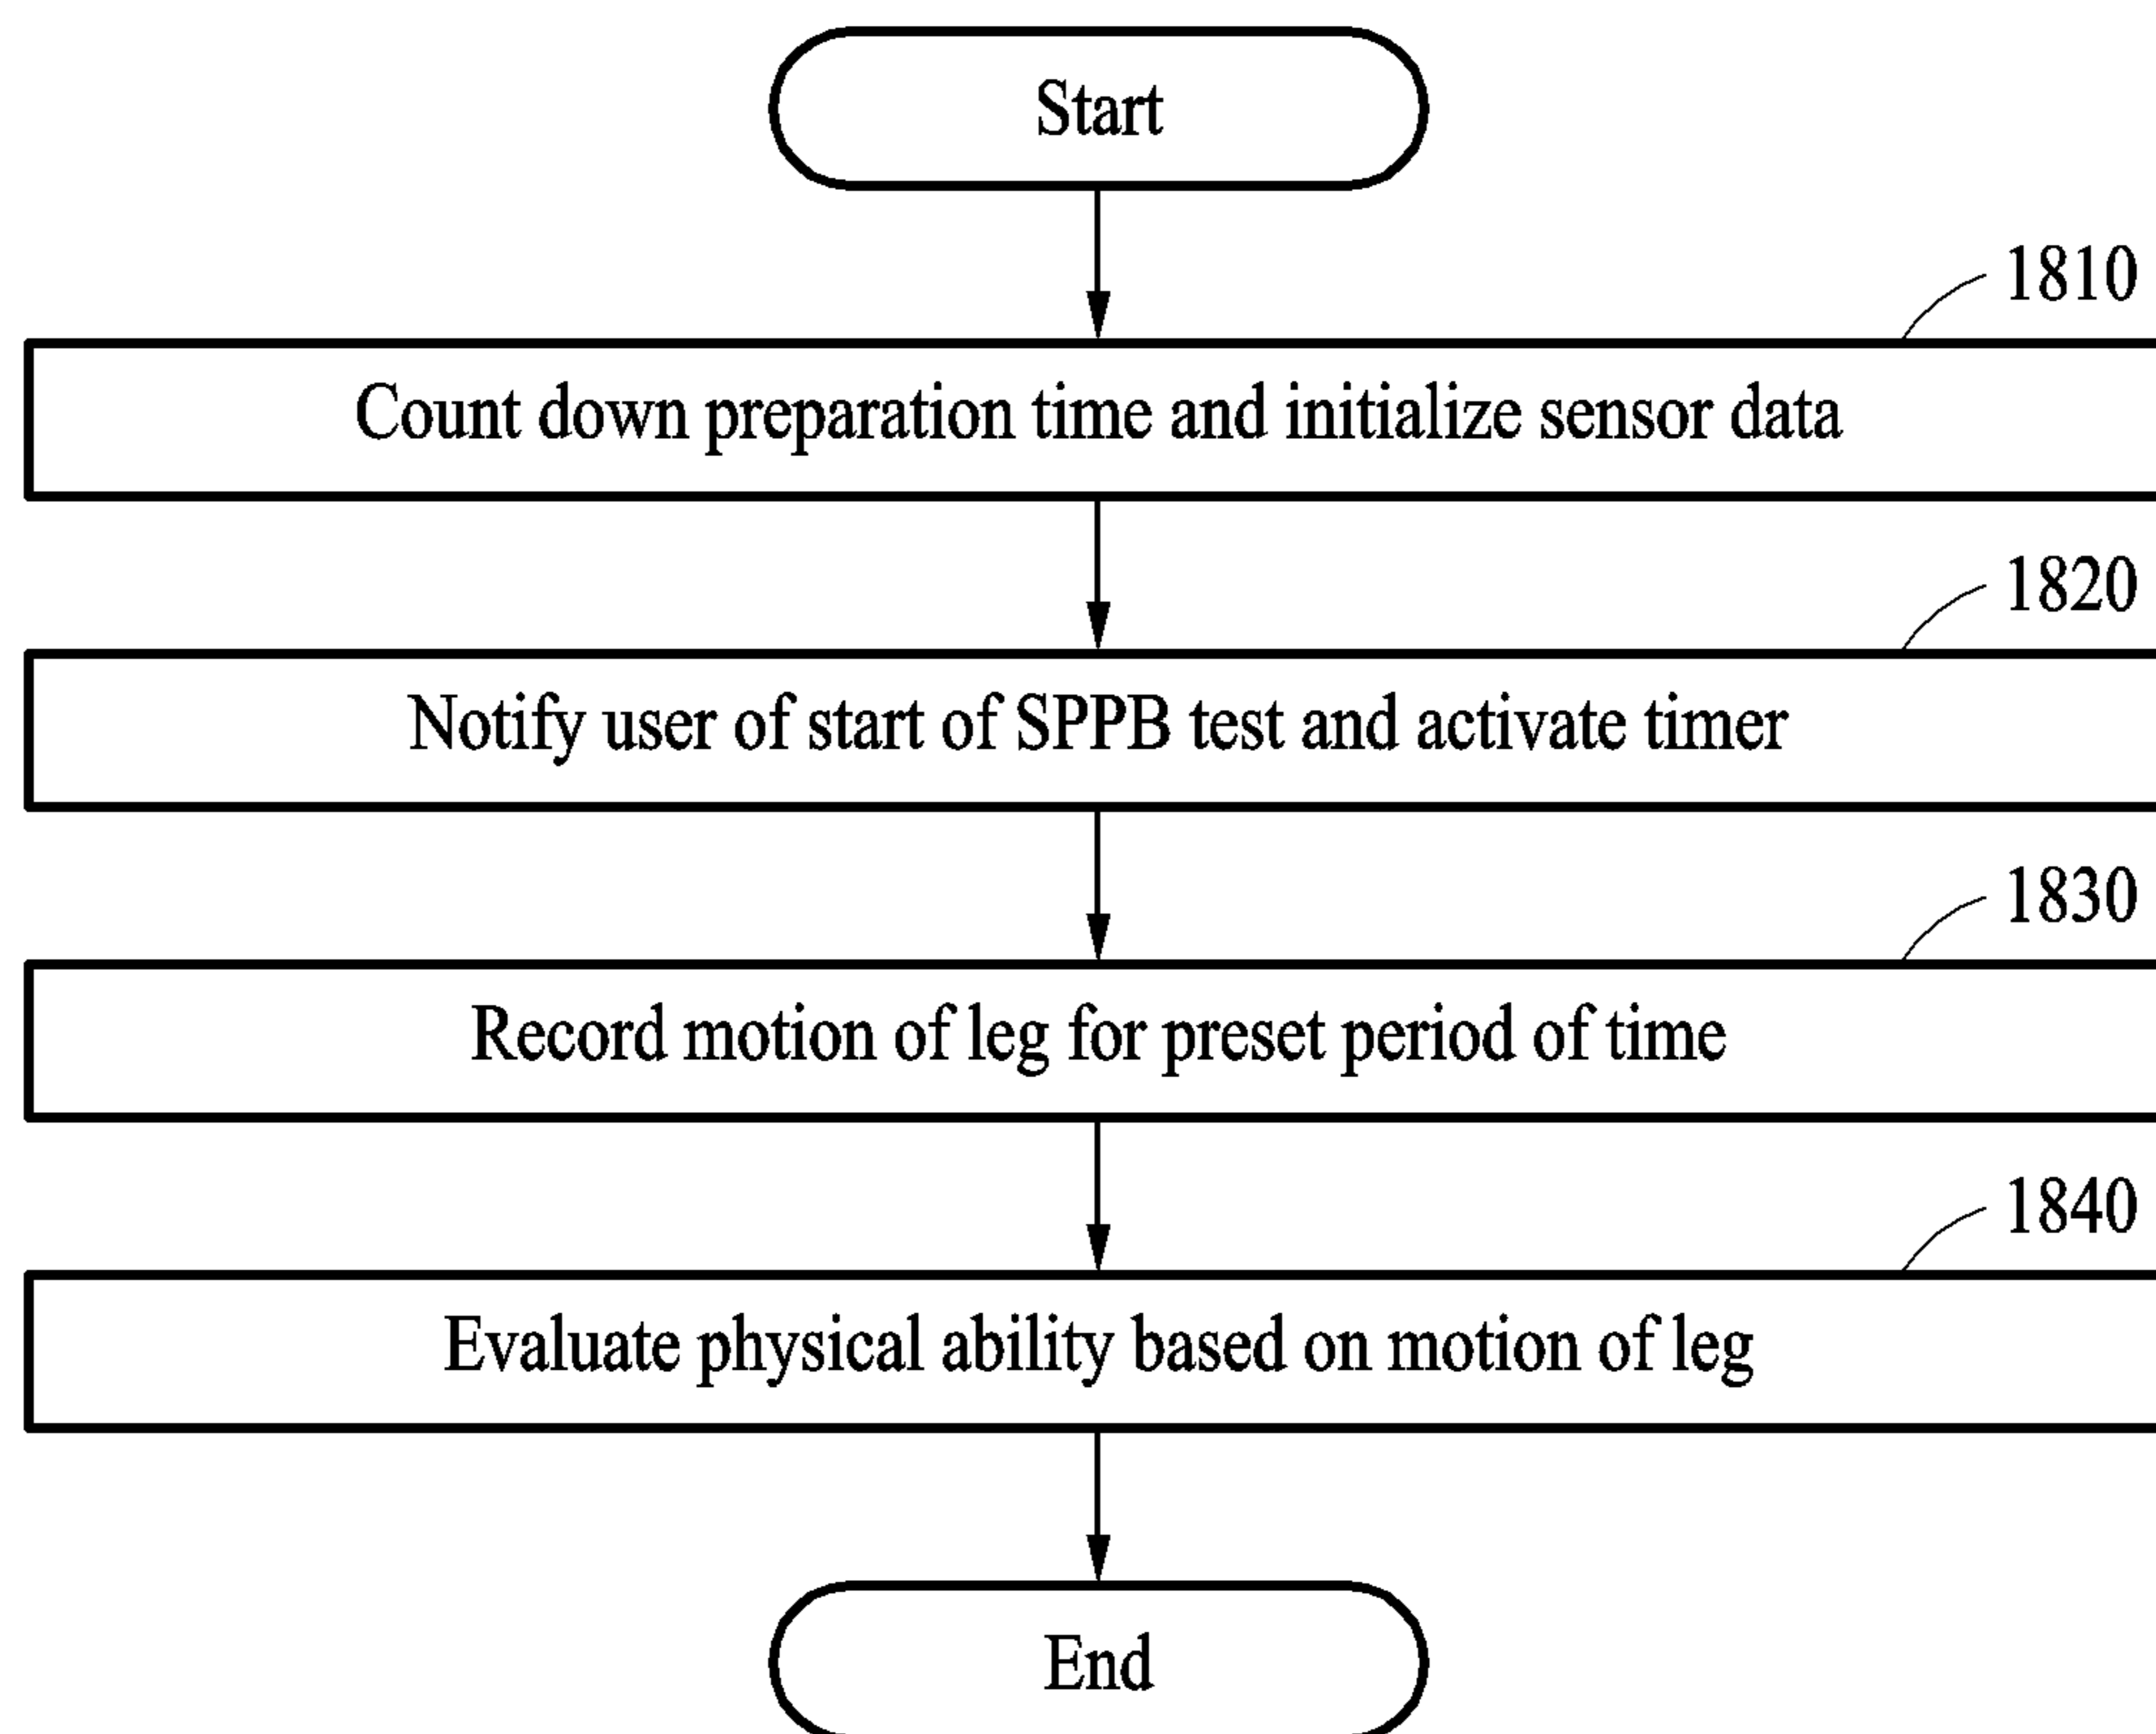 Start
1810
Count down preparation time and initialize sensor data
1820
Notify user of start of SPPB test and activate timer
1830
Record motion of leg for preset period of time
1840
Evaluate physical ability based on motion of leg
End